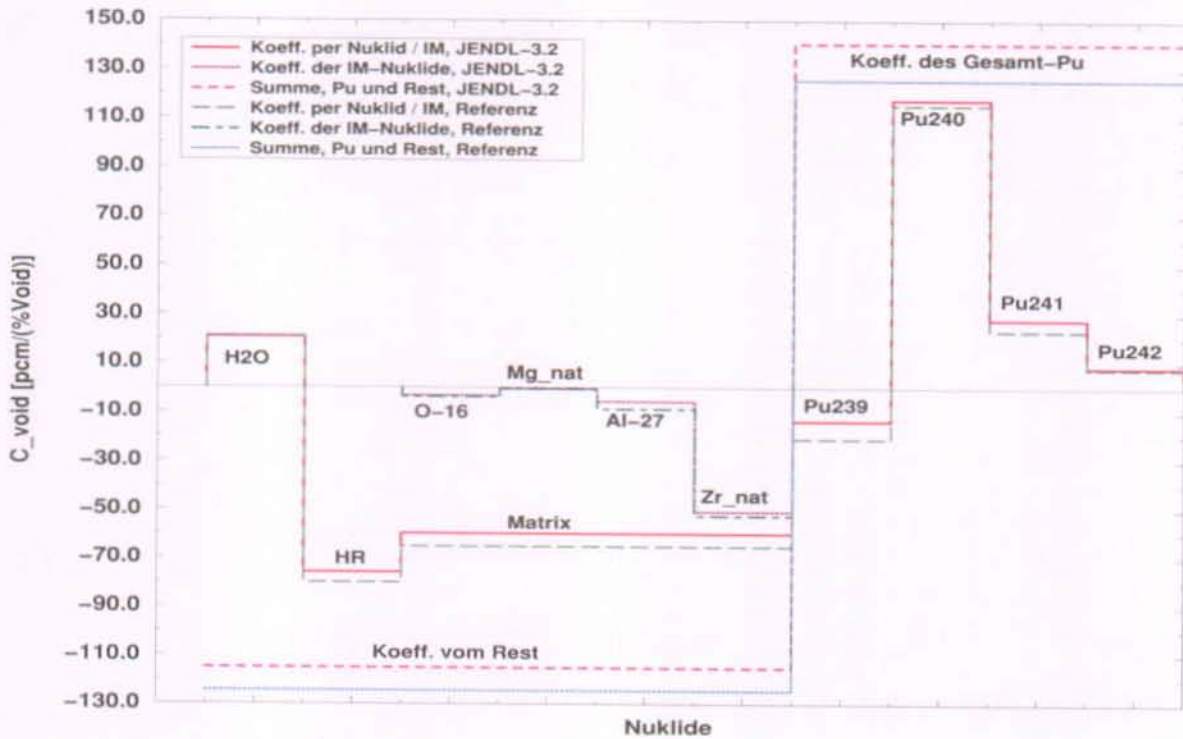 150.0
130.0
110.0
90.0
70.0
50.0
30.0
10.0
−10.0
−30.0
−50.0
−70.0
−90.0
−110.0
−130.0
C_void [pcm/(%Void)]
Koeff. per Nuklid / IM, JENDL−3.2
Koeff. der IM−Nuklide, JENDL−3.2
Summe, Pu und Rest, JENDL−3.2
Koeff. per Nuklid / IM, Referenz
Koeff. der IM−Nuklide, Referenz
Summe, Pu und Rest, Referenz
Koeff. des Gesamt−Pu
Pu240
Pu241
H2O
Mg_nat
Pu242
O−16
Al−27
Pu239
Zr_nat
Matrix
HR
Koeff. vom Rest
Nuklide